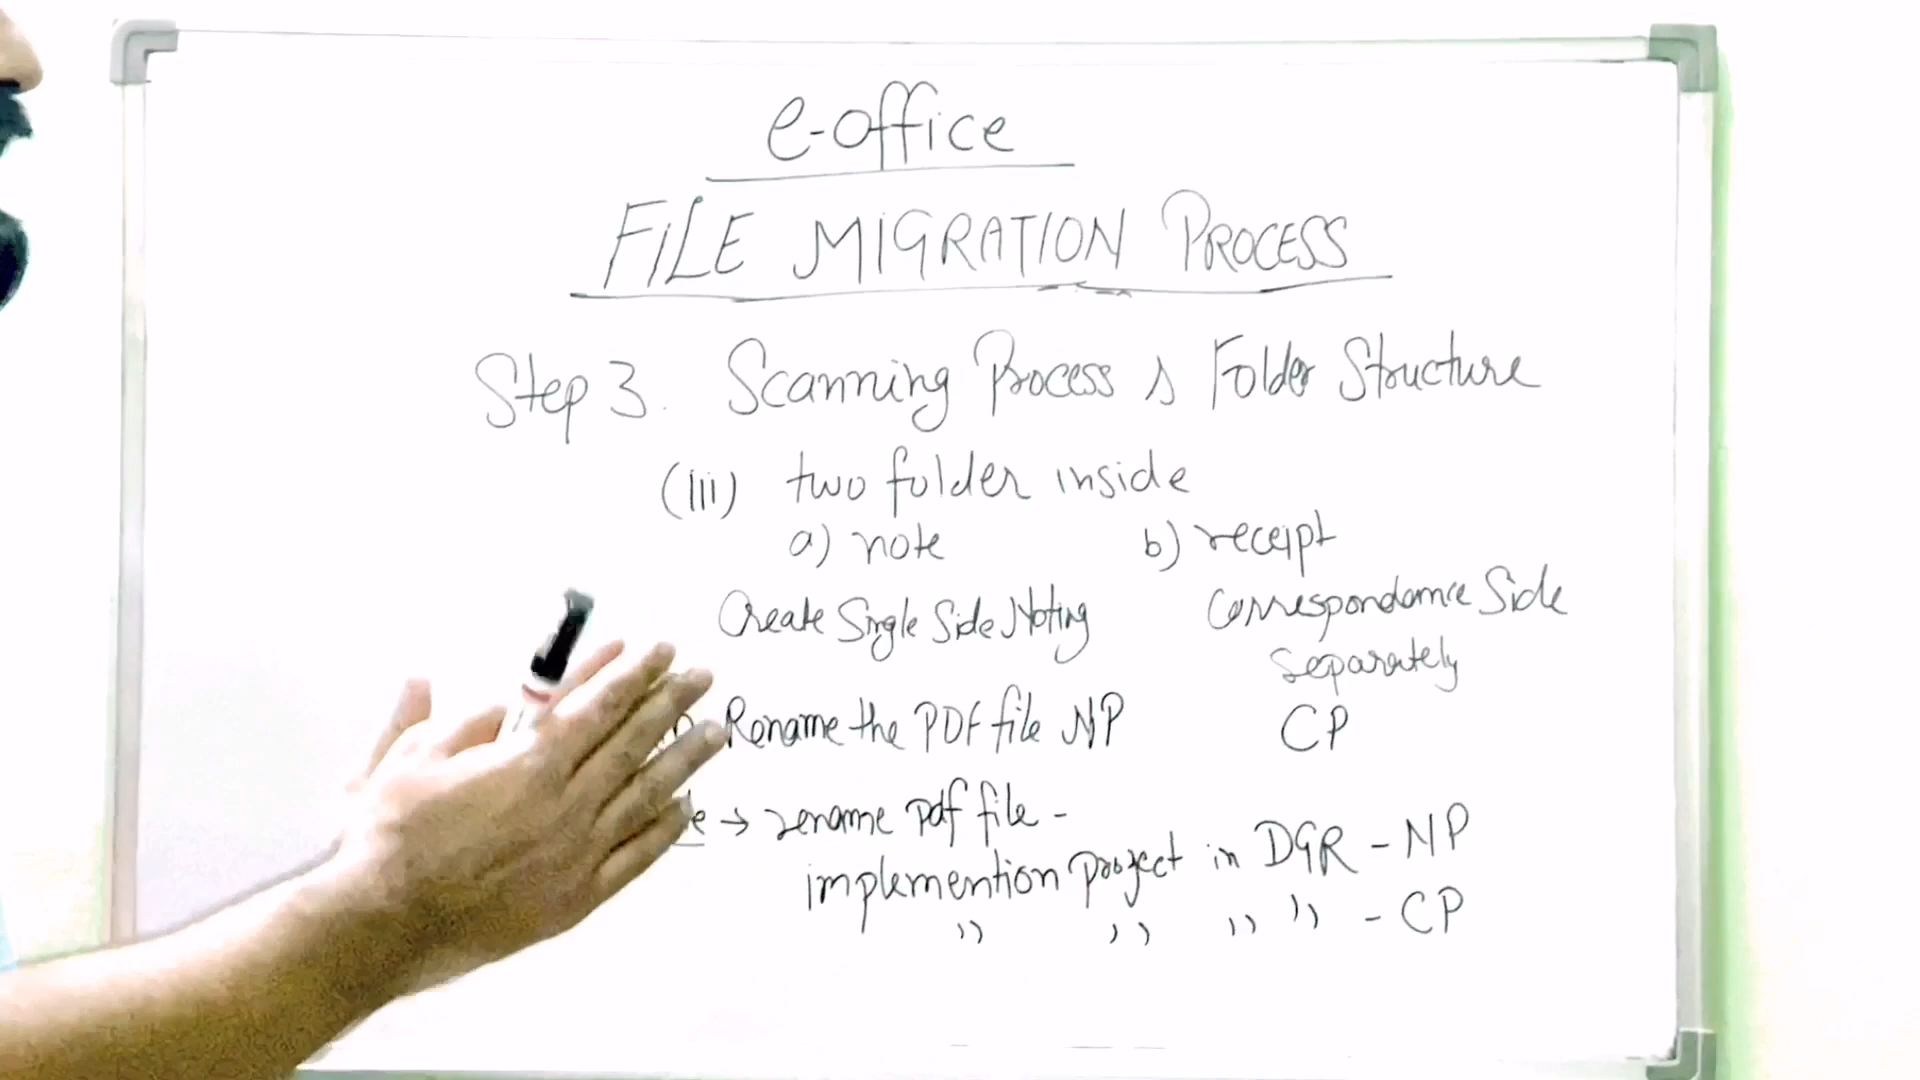 e-office
FILE MIGRATION PROCESS
Step 3. Scanning Process & Folder Structure
(iii) two folder inside
a) note b) receipt
Create Single Side Noting Correspondance Side
Separately
Rename the PDF file NP CP
→ rename pdf file -
implemention project in DGR - NP
” ” ” ” - CP